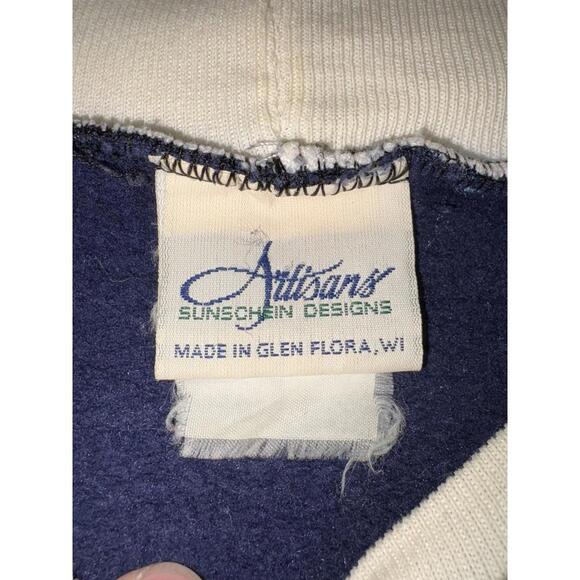 Artisans
SUNSCHEIN DESIGNS
MADE IN GLEN FLORA, WI